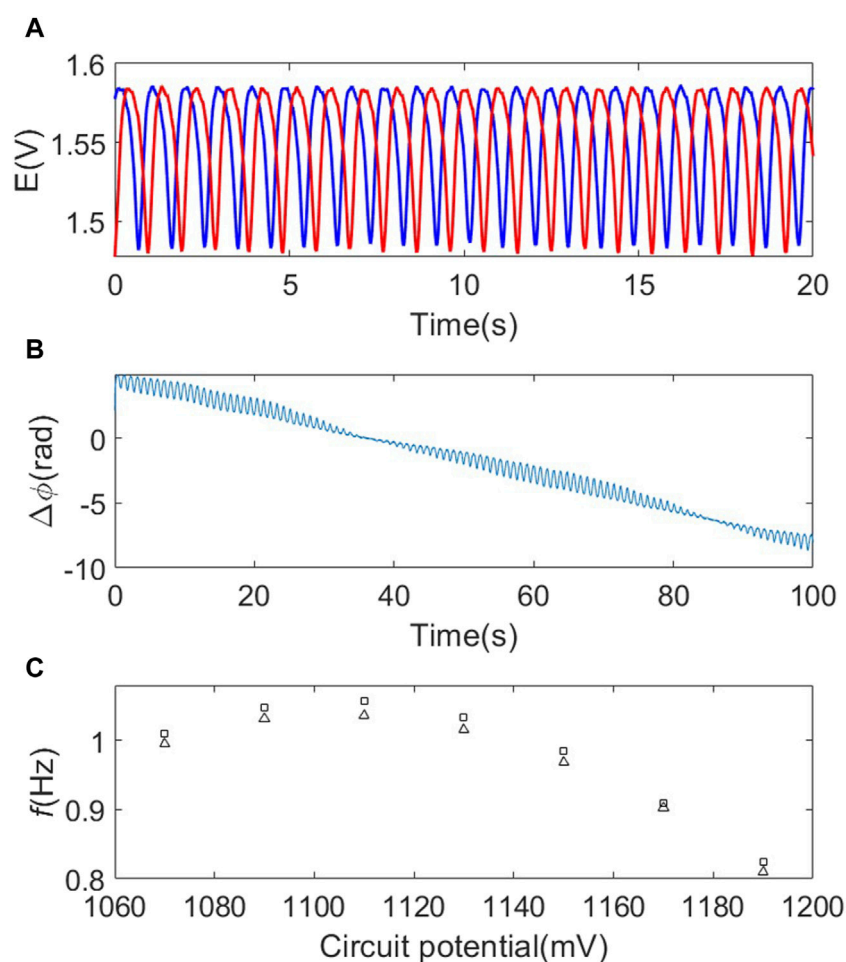 A
1.6
1.55
1.5
E(V)
0 5 10 15 20
Time(s)
B
0
-5
-10
Δϕ(rad)
0 20 40 60 80 100
Time(s)
C
1
0.9
0.8
f(Hz)
1060 1080 1100 1120 1140 1160 1180 1200
Circuit potential(mV)